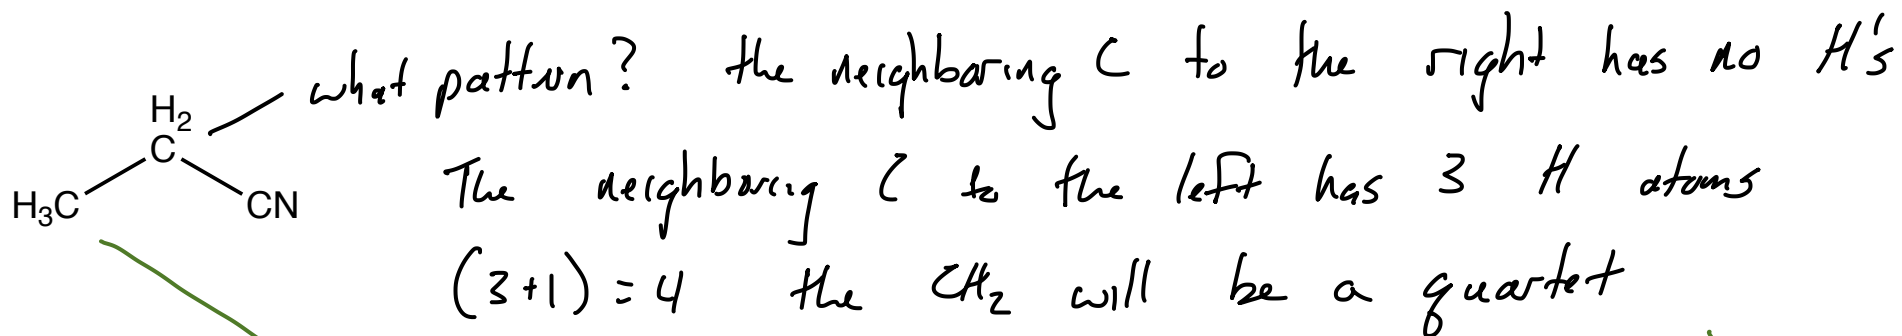 what pattern? the neighboring C to the right has no H's
H₂
C
H₃C CN
The neighboring C to the left has 3 H atoms
(3+1) = 4 the CH₂ will be a quartet